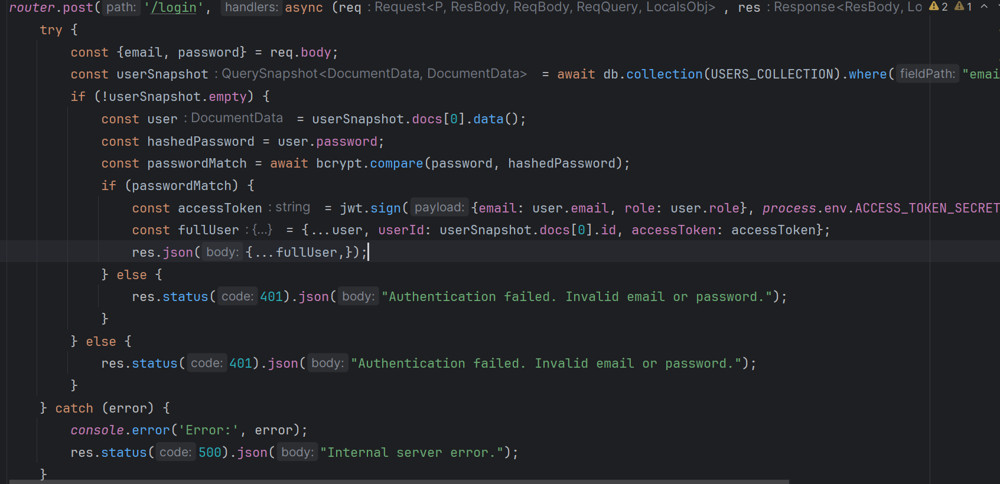 router.post( path: '/login', handlers: async (req : Request<P, ResBody, ReqBody, ReqQuery, LocalsObj> , res : Response<ResBody, Lo 2 1
try {
const {email, password} = req.body;
const userSnapshot : QuerySnapshot<DocumentData, DocumentData> = await db.collection(USERS_COLLECTION).where( fieldPath: "emai
if (!userSnapshot.empty) {
const user : DocumentData = userSnapshot.docs[0].data();
const hashedPassword = user.password;
const passwordMatch = await bcrypt.compare(password, hashedPassword);
if (passwordMatch) {
const accessToken : string = jwt.sign( payload: {email: user.email, role: user.role}, process.env.ACCESS_TOKEN_SECRET
const fullUser : {...} = {...user, userId: userSnapshot.docs[0].id, accessToken: accessToken};
res.json( body: {...fullUser,});
} else {
res.status( code: 401).json( body: "Authentication failed. Invalid email or password.");
}
} else {
res.status( code: 401).json( body: "Authentication failed. Invalid email or password.");
}
} catch (error) {
console.error('Error:', error);
res.status( code: 500).json( body: "Internal server error.");
}